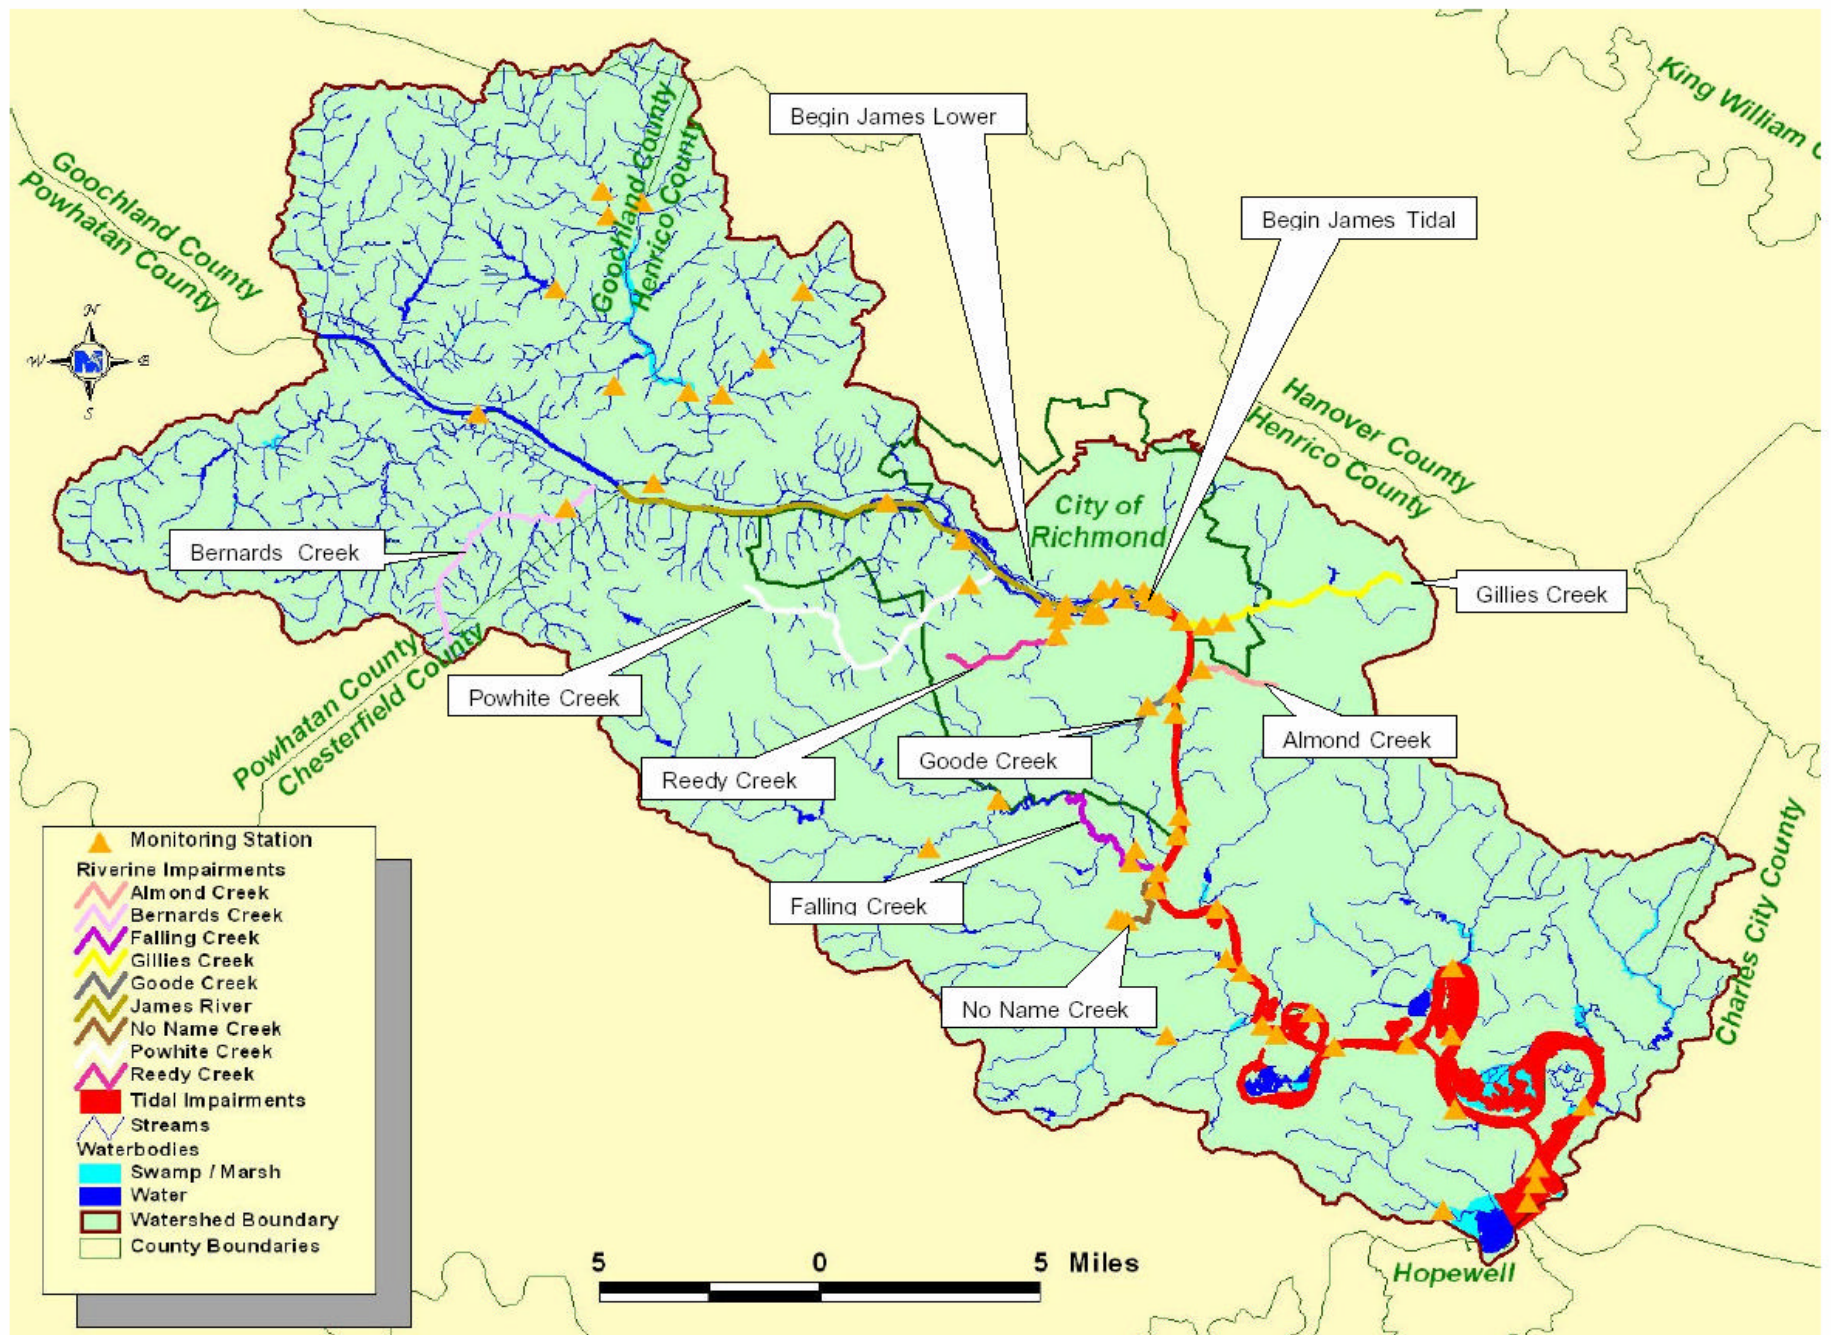 King William C
Begin James Lower
Begin James Tidal
Goochland County
Henrico County
Goochland County
Powhatan County
N
W
E
S
Hanover County
Henrico County
City of
Richmond
Bernards Creek
Gillies Creek
Powhite Creek
Powhatan County
Chesterfield County
Almond Creek
Goode Creek
Reedy Creek
Falling Creek
No Name Creek
Charles City County
Monitoring Station
Riverine Impairments
Almond Creek
Bernards Creek
Falling Creek
Gillies Creek
Goode Creek
James River
No Name Creek
Powhite Creek
Reedy Creek
Tidal Impairments
Streams
Waterbodies
Swamp / Marsh
Water
Watershed Boundary
County Boundaries
5 0 5 Miles
Hopewell